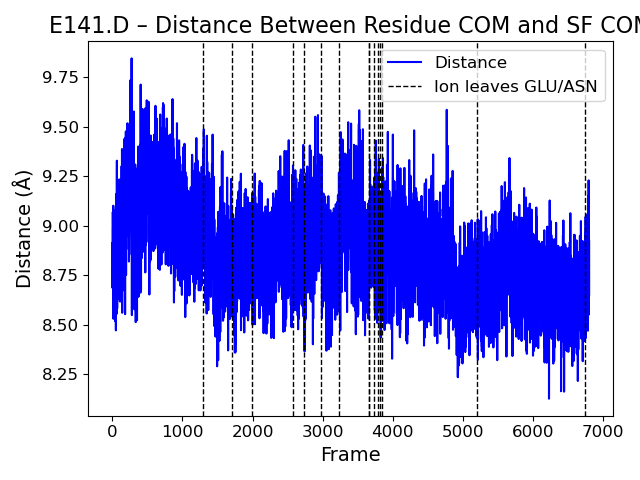 E141.D – Distance Between Residue COM and SF COM
Distance
Ion leaves GLU/ASN
Distance (Å)
9.75
9.50
9.25
9.00
8.75
8.50
8.25
0 1000 2000 3000 4000 5000 6000 7000
Frame